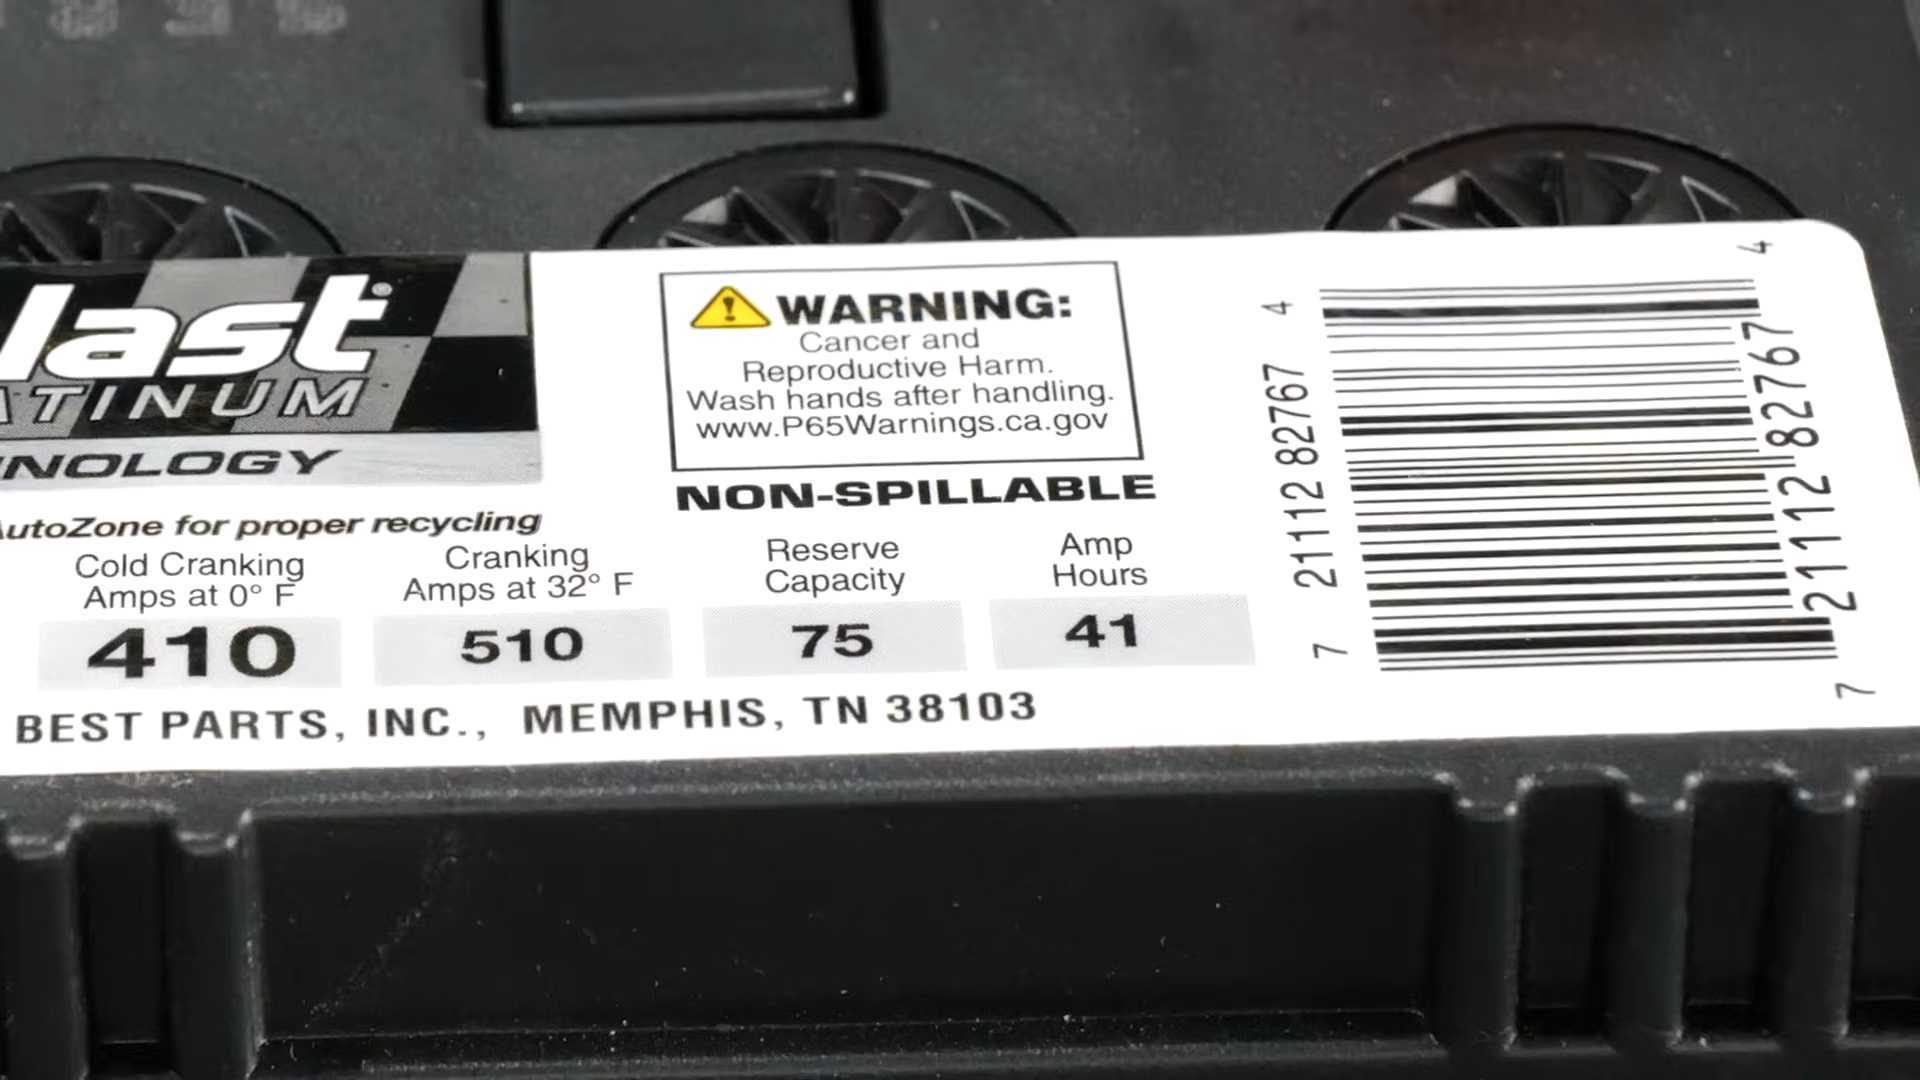 last®
ATINUM
NOLOGY
AutoZone for proper recycling
WARNING:
Cancer and
Reproductive Harm.
Wash hands after handling.
www.P65Warnings.ca.gov
NON-SPILLABLE
Cold Cranking
Amps at 0° F
410
Cranking
Amps at 32° F
510
Reserve
Capacity
75
Amp
Hours
41
BEST PARTS, INC., MEMPHIS, TN 38103
7 21112 82767 4
7 21112 82767 4